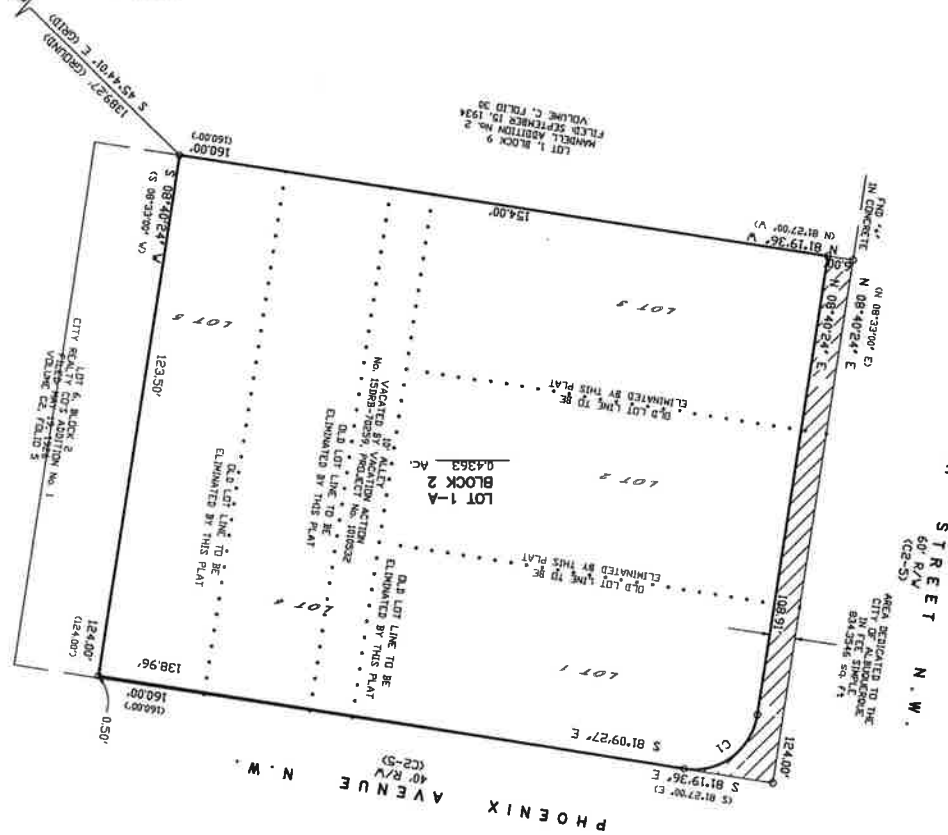 PHOENIX AVENUE N.W.
40' R/W
(C2-5)
STREET N.W.
60' R/W
(C2-5)
AREA DEDICATED TO THE
CITY OF ALBUQUERQUE
IN FEE SIMPLE
834.3546 SQ. FT
124.00'
(S 81°27'00" E)
S 81°19'36" E
S 81°09'27" E
C1
108.91'
160.00'
(160.00')
138.96'
0.50'
124.00'
(124.00')
123.50'
LOT 1
LOT 2
LOT 3
LOT 4
LOT 5
OLD LOT LINE TO BE
ELIMINATED BY THIS PLAT
OLD LOT LINE TO BE
ELIMINATED BY THIS PLAT
OLD LOT LINE TO BE
ELIMINATED BY THIS PLAT
OLD LOT LINE TO BE
ELIMINATED BY THIS PLAT
OLD LOT LINE TO BE
ELIMINATED BY THIS PLAT
10' ALLEY
VACATED BY VACATION ACTION
No. 15DRB-70259, PROJECT No. 1010532
LOT 1-A
BLOCK 2
0.4363 AC.
N 08°40'24" E
N 08°40'24" E
(N 08°33'00" E)
6.00'
FND "+"
IN CONCRETE
N 81°19'36" W
(N 81°27'00" W)
154.00'
160.00'
(160.00')
S 08°40'24" W
(S 08°33'00" W)
LOT 6, BLOCK 2
CITY REALTY CO'S ADDITION No. 1
VOLUME C2, FOLIO 5
LOT 1, BLOCK 9
MANDELL ADDITION No. 2
FILED: SEPTEMBER 15, 1934
VOLUME C, FOLIO 30
S 45°44'01" E (GRID)
1389.27' (GROUND)